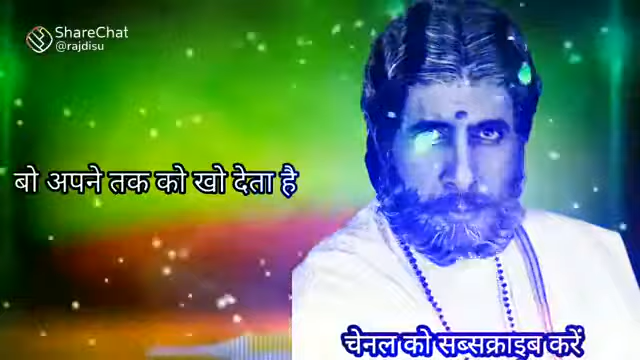 ShareChat
@rajdisu
बो अपने तक को खो देता है
चेनल को सब्सक्राइब करें